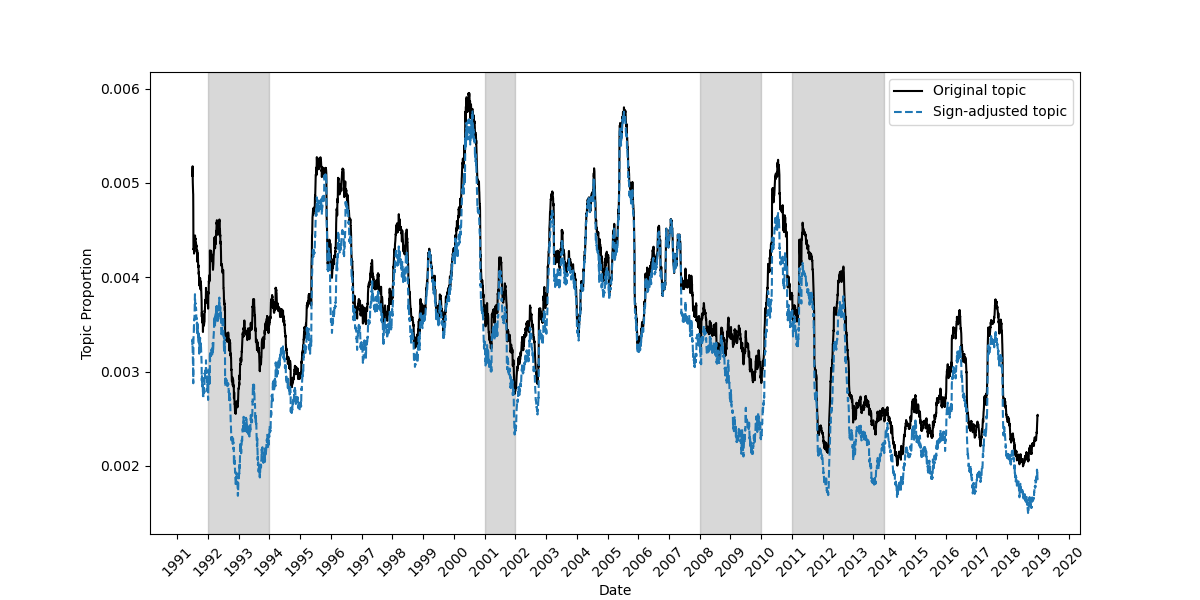 Original topic
Sign-adjusted topic
Topic Proportion
0.006
0.005
0.004
0.003
0.002
1991 1992 1993 1994 1995 1996 1997 1998 1999 2000 2001 2002 2003 2004 2005 2006 2007 2008 2009 2010 2011 2012 2013 2014 2015 2016 2017 2018 2019 2020
Date